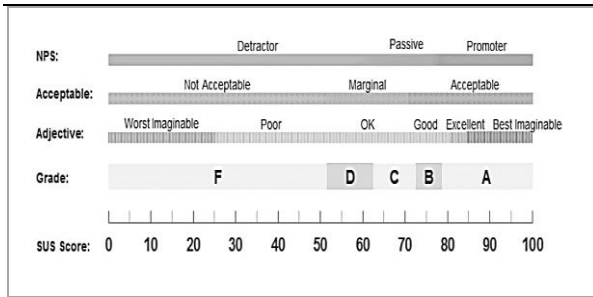 NPS: Detractor Passive Promoter
Acceptable: Not Acceptable Marginal Acceptable
Adjective: Worst Imaginable Poor OK Good Excellent Best Imaginable
Grade: F D C B A
SUS Score: 0 10 20 30 40 50 60 70 80 90 100